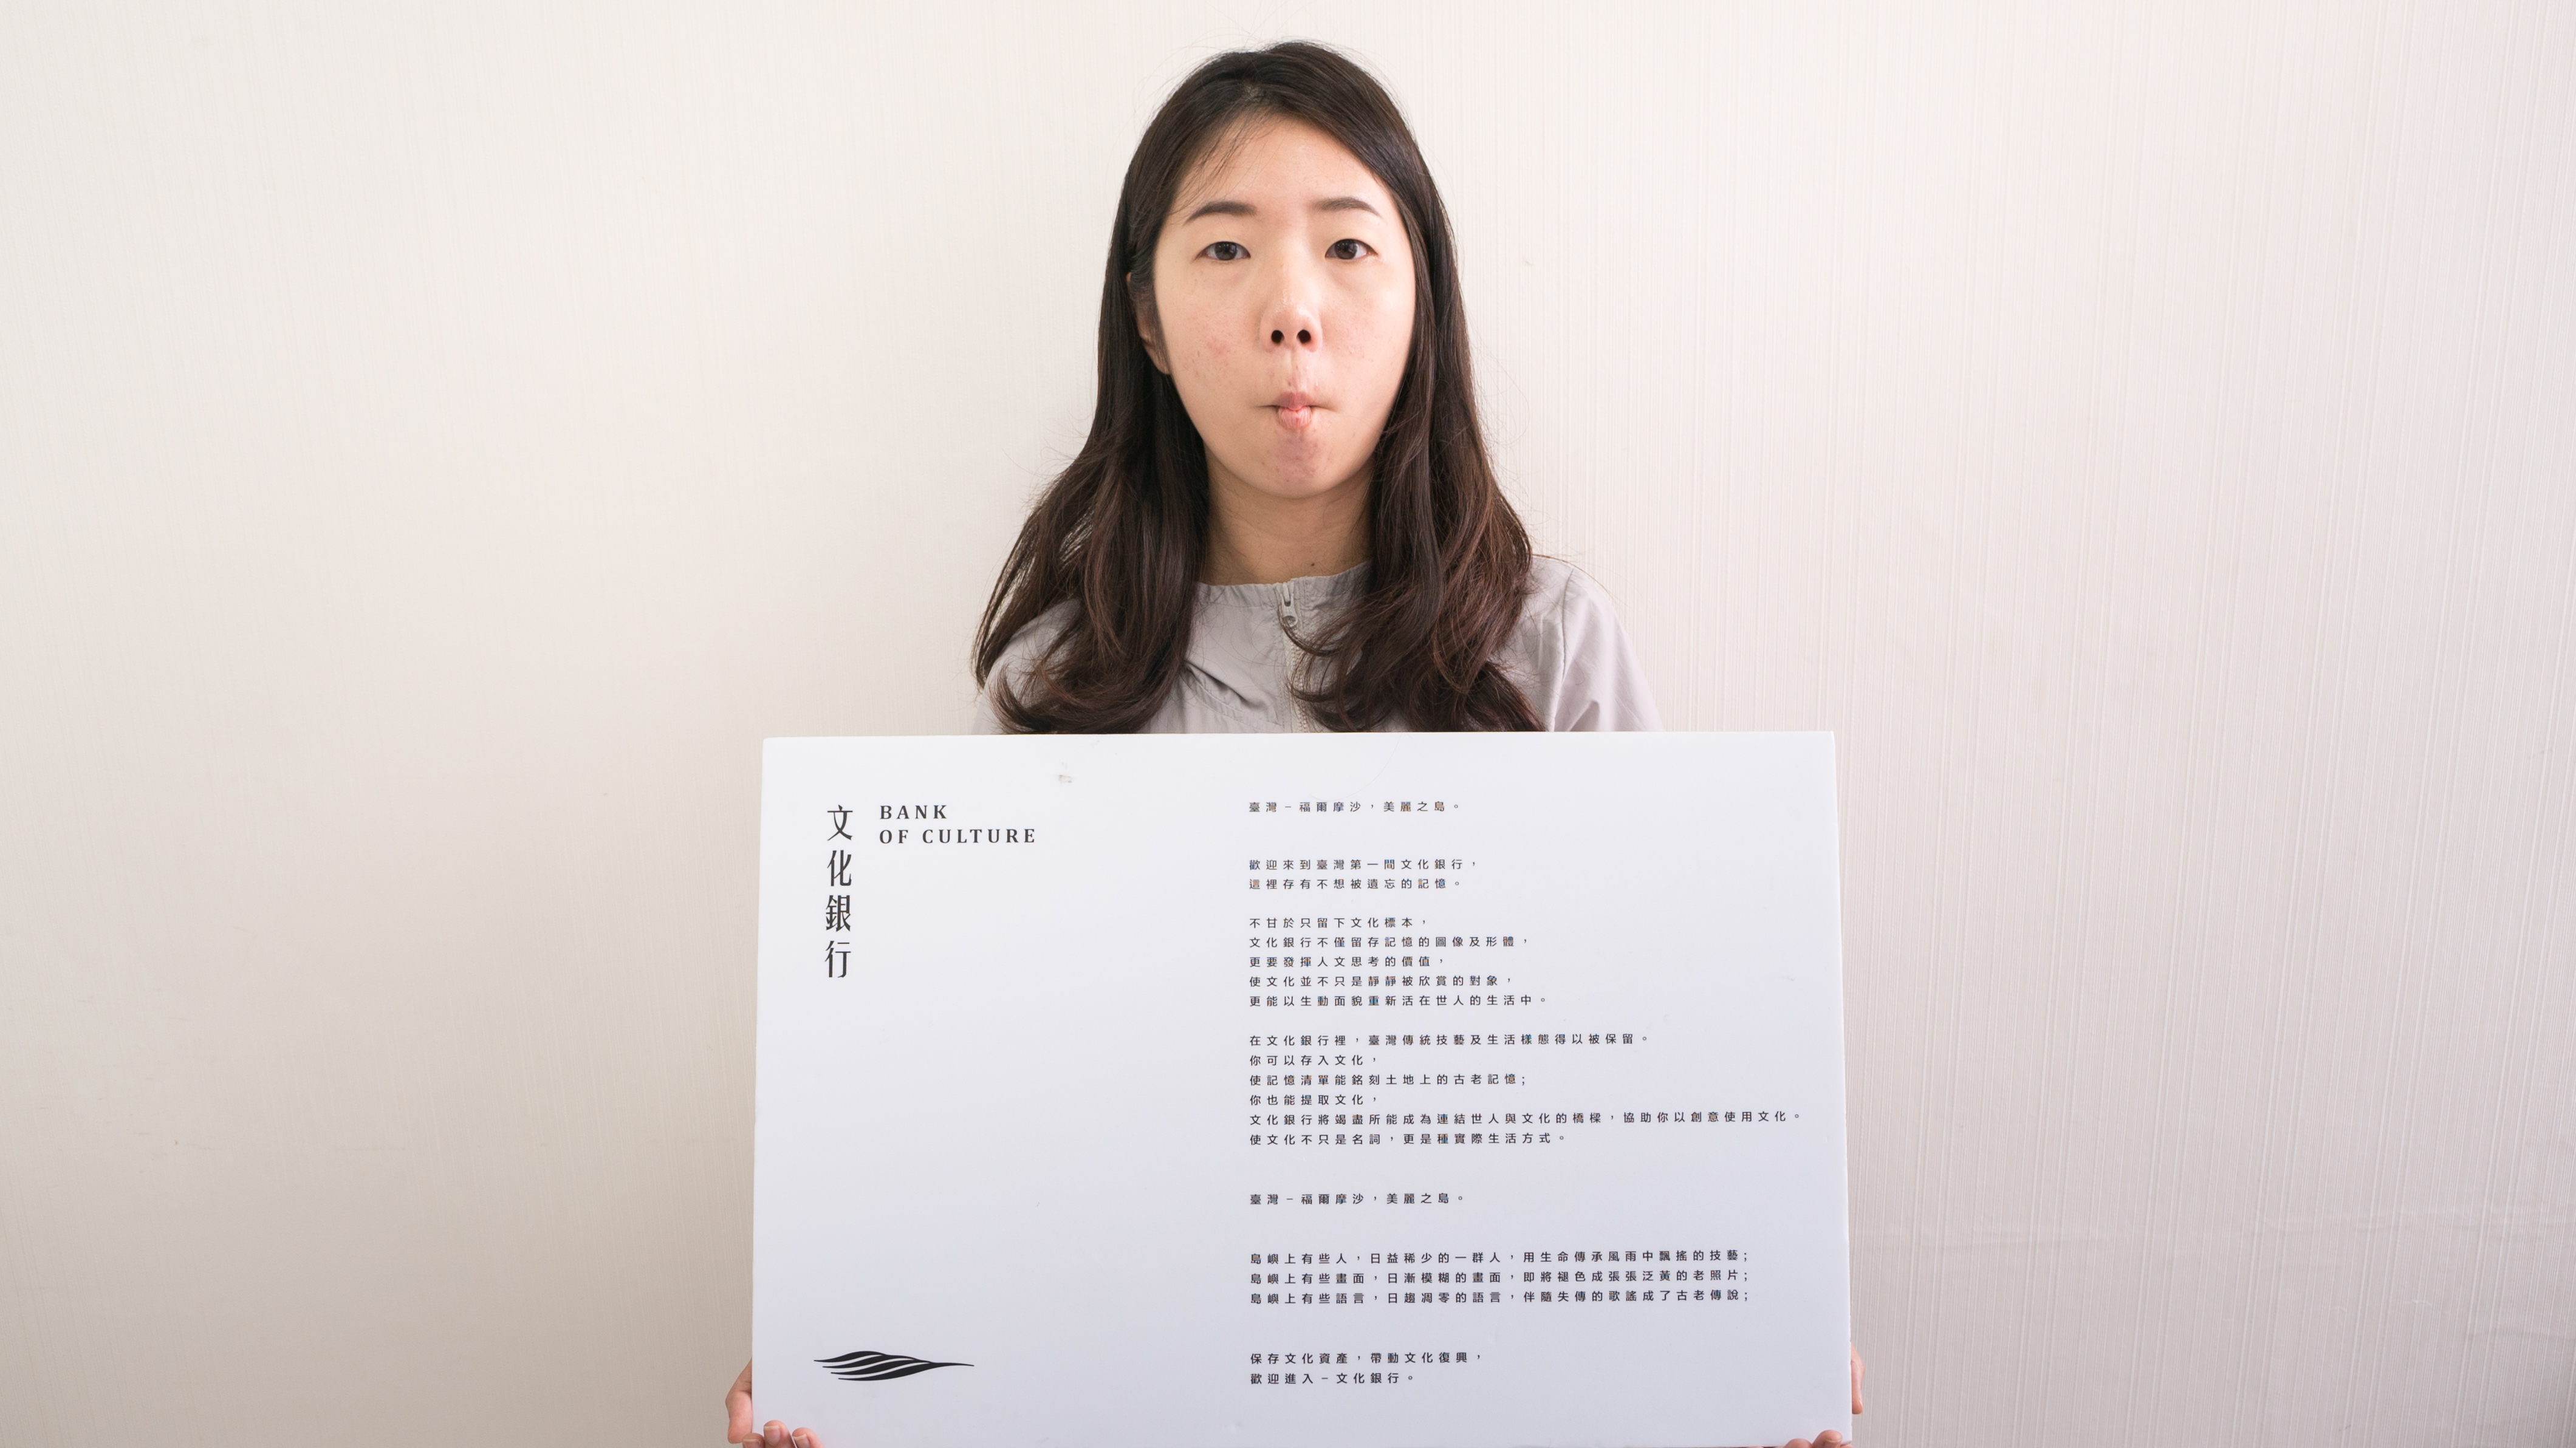 文化銀行
BANK
OF CULTURE
臺灣－福爾摩沙，美麗之島。
歡迎來到臺灣第一間文化銀行，
這裡存有不想被遺忘的記憶。
不甘於只留下文化標本，
文化銀行不僅留存記憶的圖像及形體，
更要發揮人文思考的價值，
使文化並不只是靜靜被欣賞的對象，
更能以生動面貌重新活在世人的生活中。
在文化銀行裡，臺灣傳統技藝及生活樣態得以被保留。
你可以存入文化，
使記憶清單能銘刻土地上的古老記憶；
你也能提取文化，
文化銀行將竭盡所能成為連結世人與文化的橋樑，協助你以創意使用文化。
使文化不只是名詞，更是種實際生活方式。
臺灣－福爾摩沙，美麗之島。
島嶼上有些人，日益稀少的一群人，用生命傳承風雨中飄搖的技藝；
島嶼上有些畫面，日漸模糊的畫面，即將褪色成張張泛黃的老照片；
島嶼上有些語言，日趨凋零的語言，伴隨失傳的歌謠成了古老傳說；
保存文化資產，帶動文化復興，
歡迎進入－文化銀行。